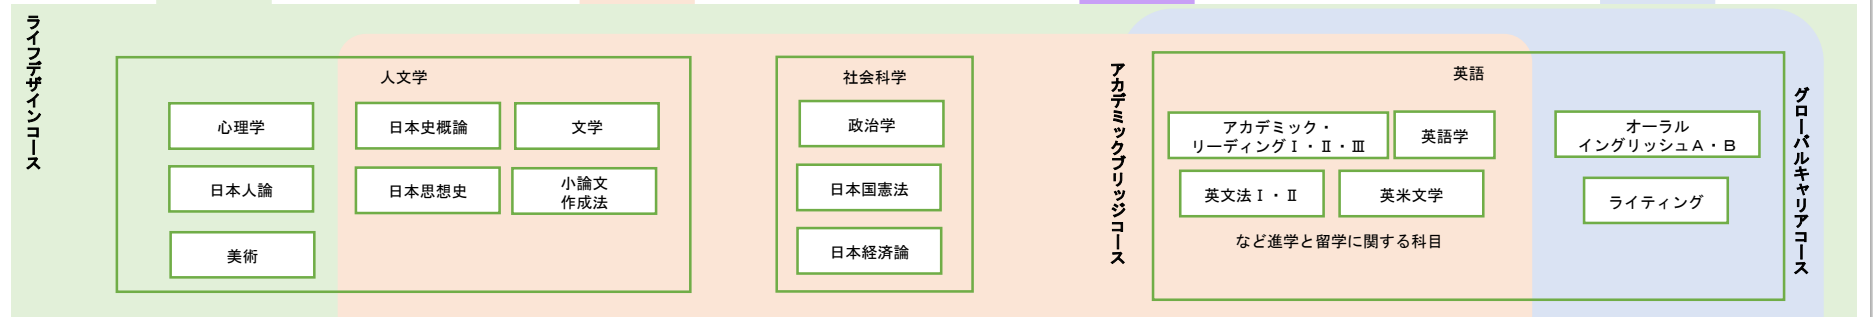 ライフデザインコース
人文学
心理学
日本史概論
文学
日本人論
日本思想史
小論文
作成法
美術
社会科学
政治学
日本国憲法
日本経済論
アカデミックブリッジコース
英語
アカデミック・
リーディングⅠ・Ⅱ・Ⅲ
英語学
オーラル
イングリッシュA・B
英文法Ⅰ・Ⅱ
英米文学
ライティング
など進学と留学に関する科目
グローバルキャリアコース